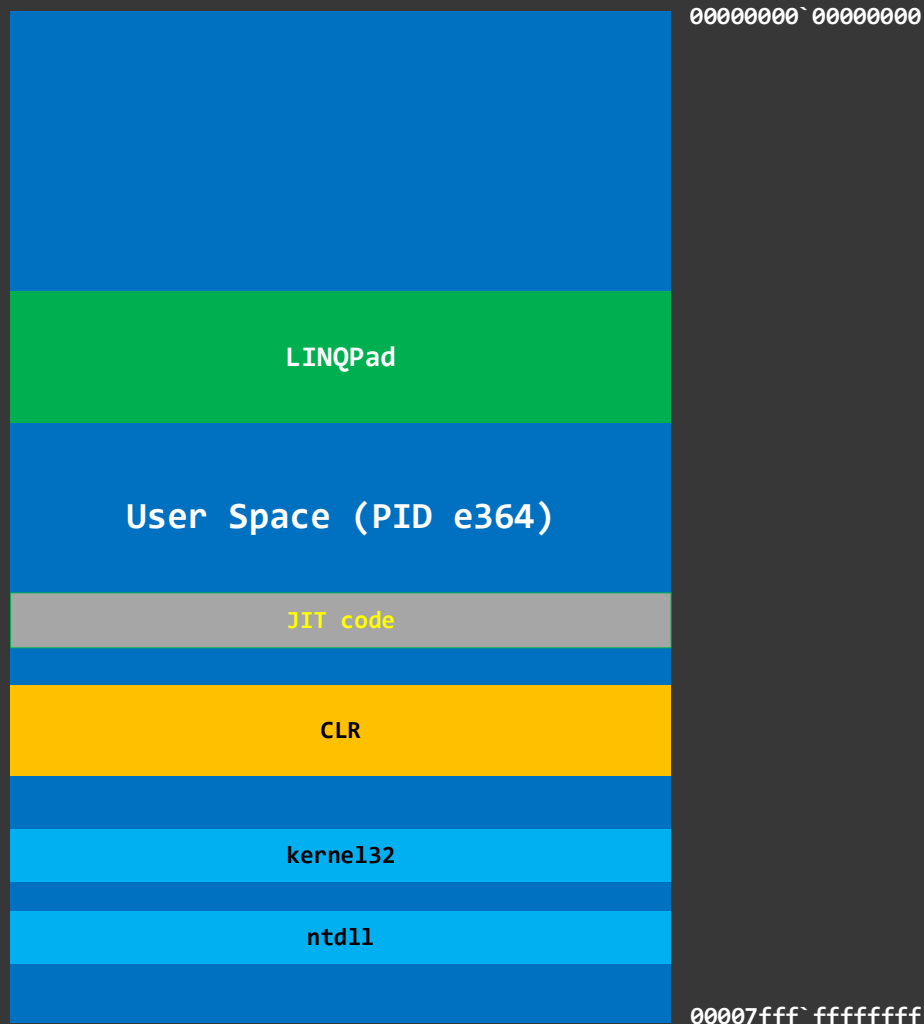 00000000`00000000
LINQPad
User Space (PID e364)
JIT code
CLR
kernel32
ntdll
00007fff`ffffffff